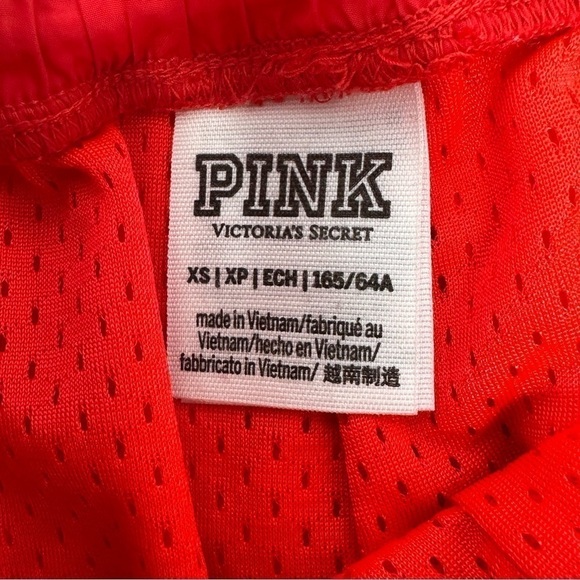 PINK
VICTORIA'S SECRET
XS | XP | ECH | 165/64A
made in Vietnam/fabriqué au
Vietnam/hecho en Vietnam/
fabbricato in Vietnam/ 越南制造